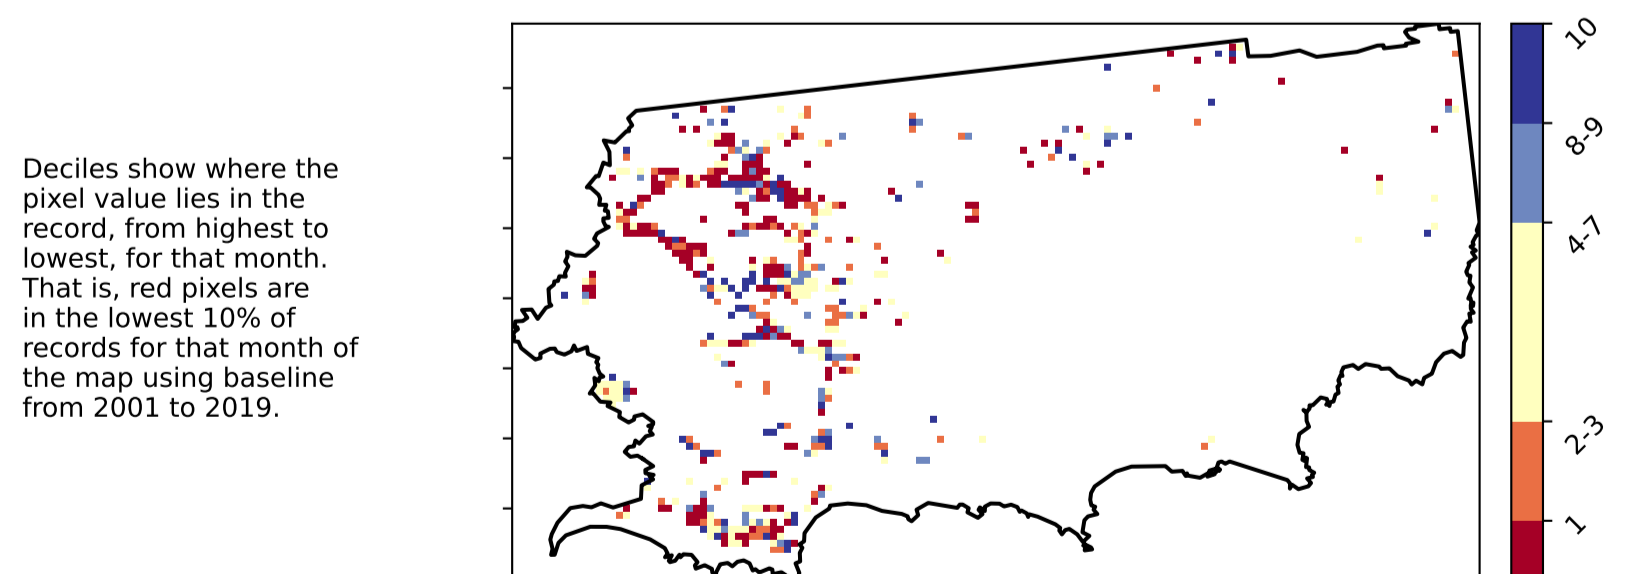 Deciles show where the
pixel value lies in the
record, from highest to
lowest, for that month.
That is, red pixels are
in the lowest 10% of
records for that month of
the map using baseline
from 2001 to 2019.
10
8-9
4-7
2-3
1